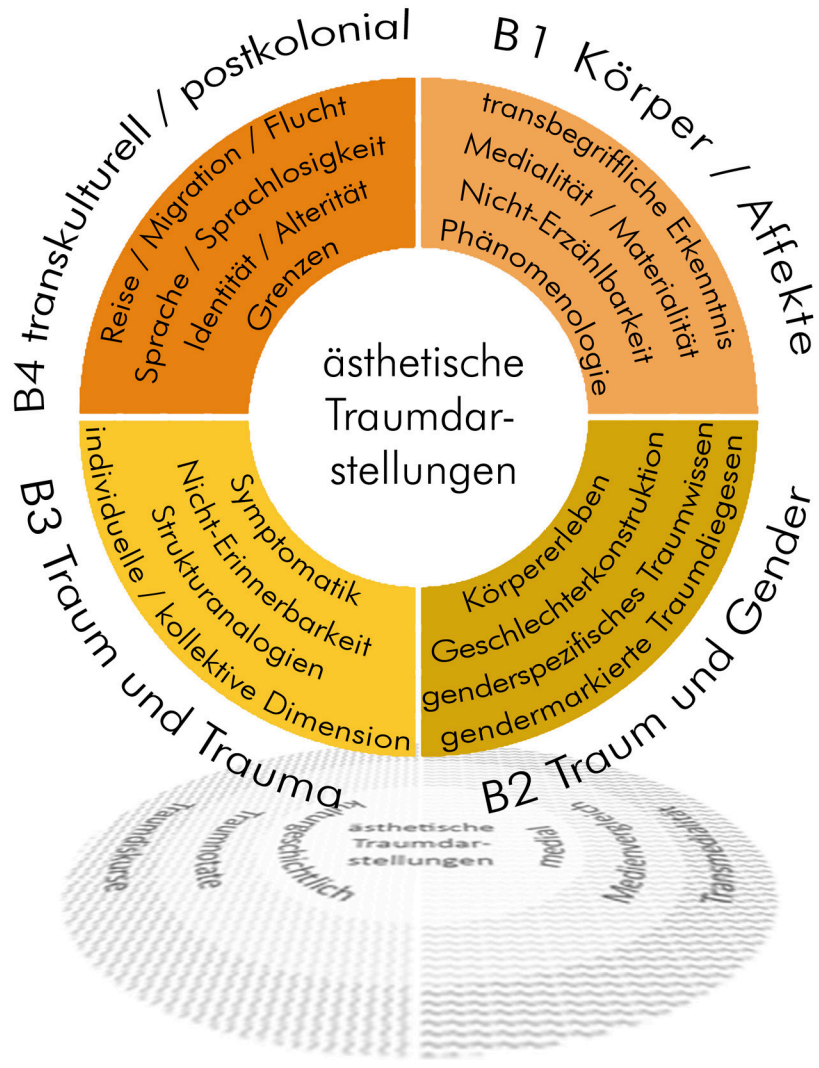 B4 transkulturell / postkolonial
Reise / Migration / Flucht
Sprache / Sprachlosigkeit
Identität / Alterität
Grenzen
B1 Körper / Affekte
transbegriffliche Erkenntnis
Medialität / Materialität
Nicht-Erzählbarkeit
Phänomenologie
ästhetische
Traumdar-
stellungen
B3 Traum und Trauma
individuelle / kollektive Dimension
Strukturanalogien
Nicht-Erinnerbarkeit
Symptomatik
B2 Traum und Gender
Körpererleben
Geschlechterkonstruktion
genderspezifisches Traumwissen
gendermarkierte Traumdiegesen
Traumdiskurse
Traumnotate
kulturgeschichtlich
ästhetische
Traumdar-
stellungen
medial
Medienvergleich
Transmedialität